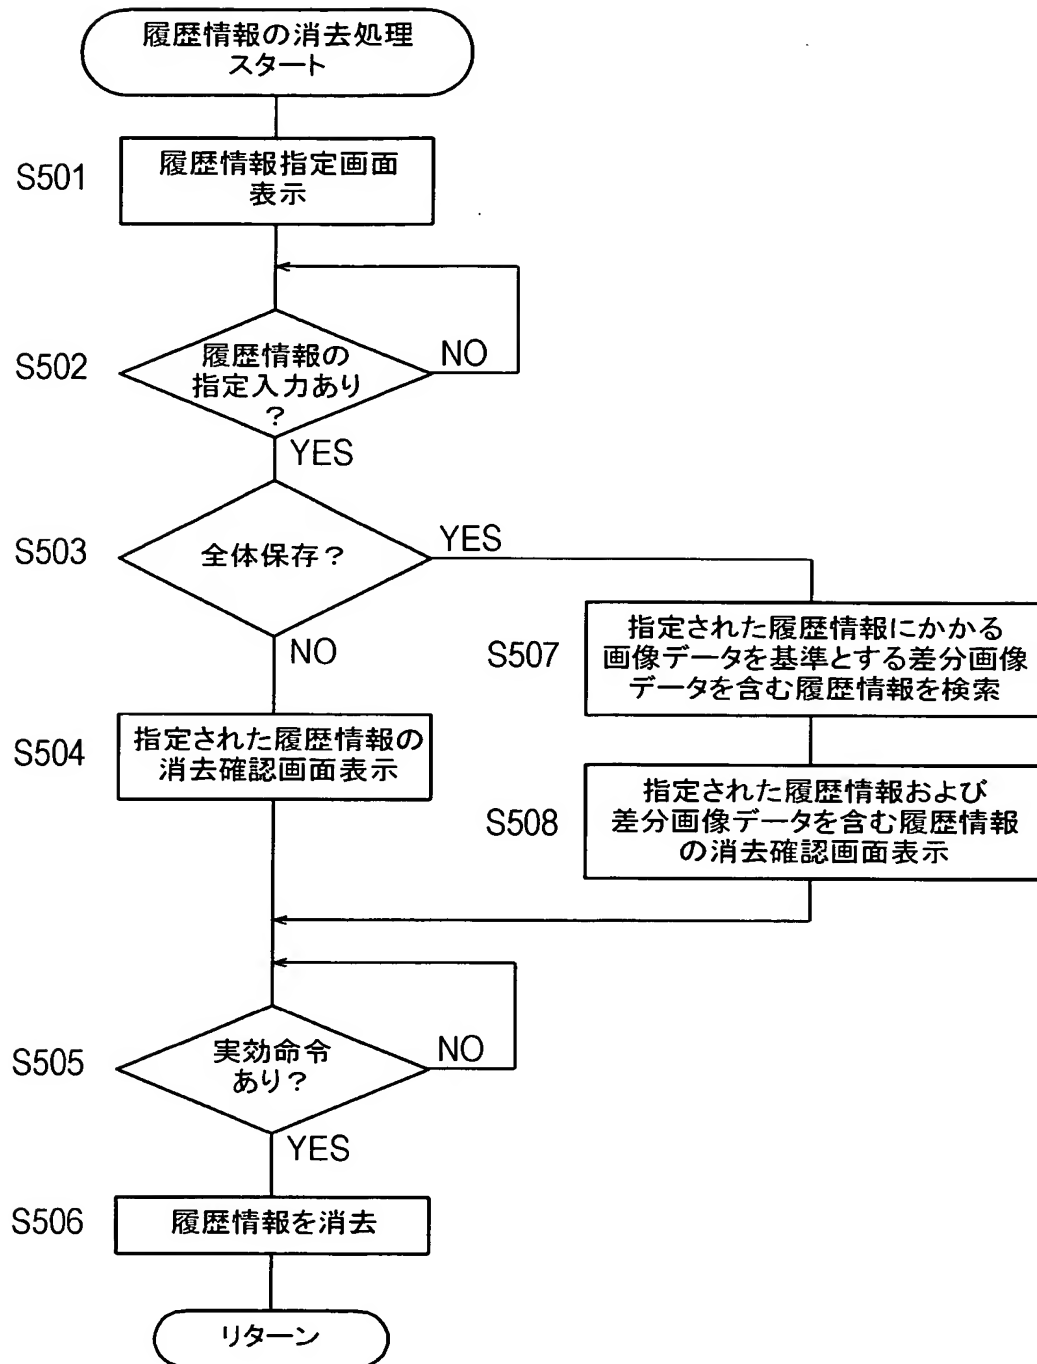 履歴情報の消去処理
スタート
S501
履歴情報指定画面
表示
S502
履歴情報の
指定入力あり
?
NO
YES
S503
全体保存?
YES
NO
S507
指定された履歴情報にかかる
画像データを基準とする差分画像
データを含む履歴情報を検索
S504
指定された履歴情報の
消去確認画面表示
S508
指定された履歴情報および
差分画像データを含む履歴情報
の消去確認画面表示
S505
実効命令
あり?
NO
YES
S506
履歴情報を消去
リターン